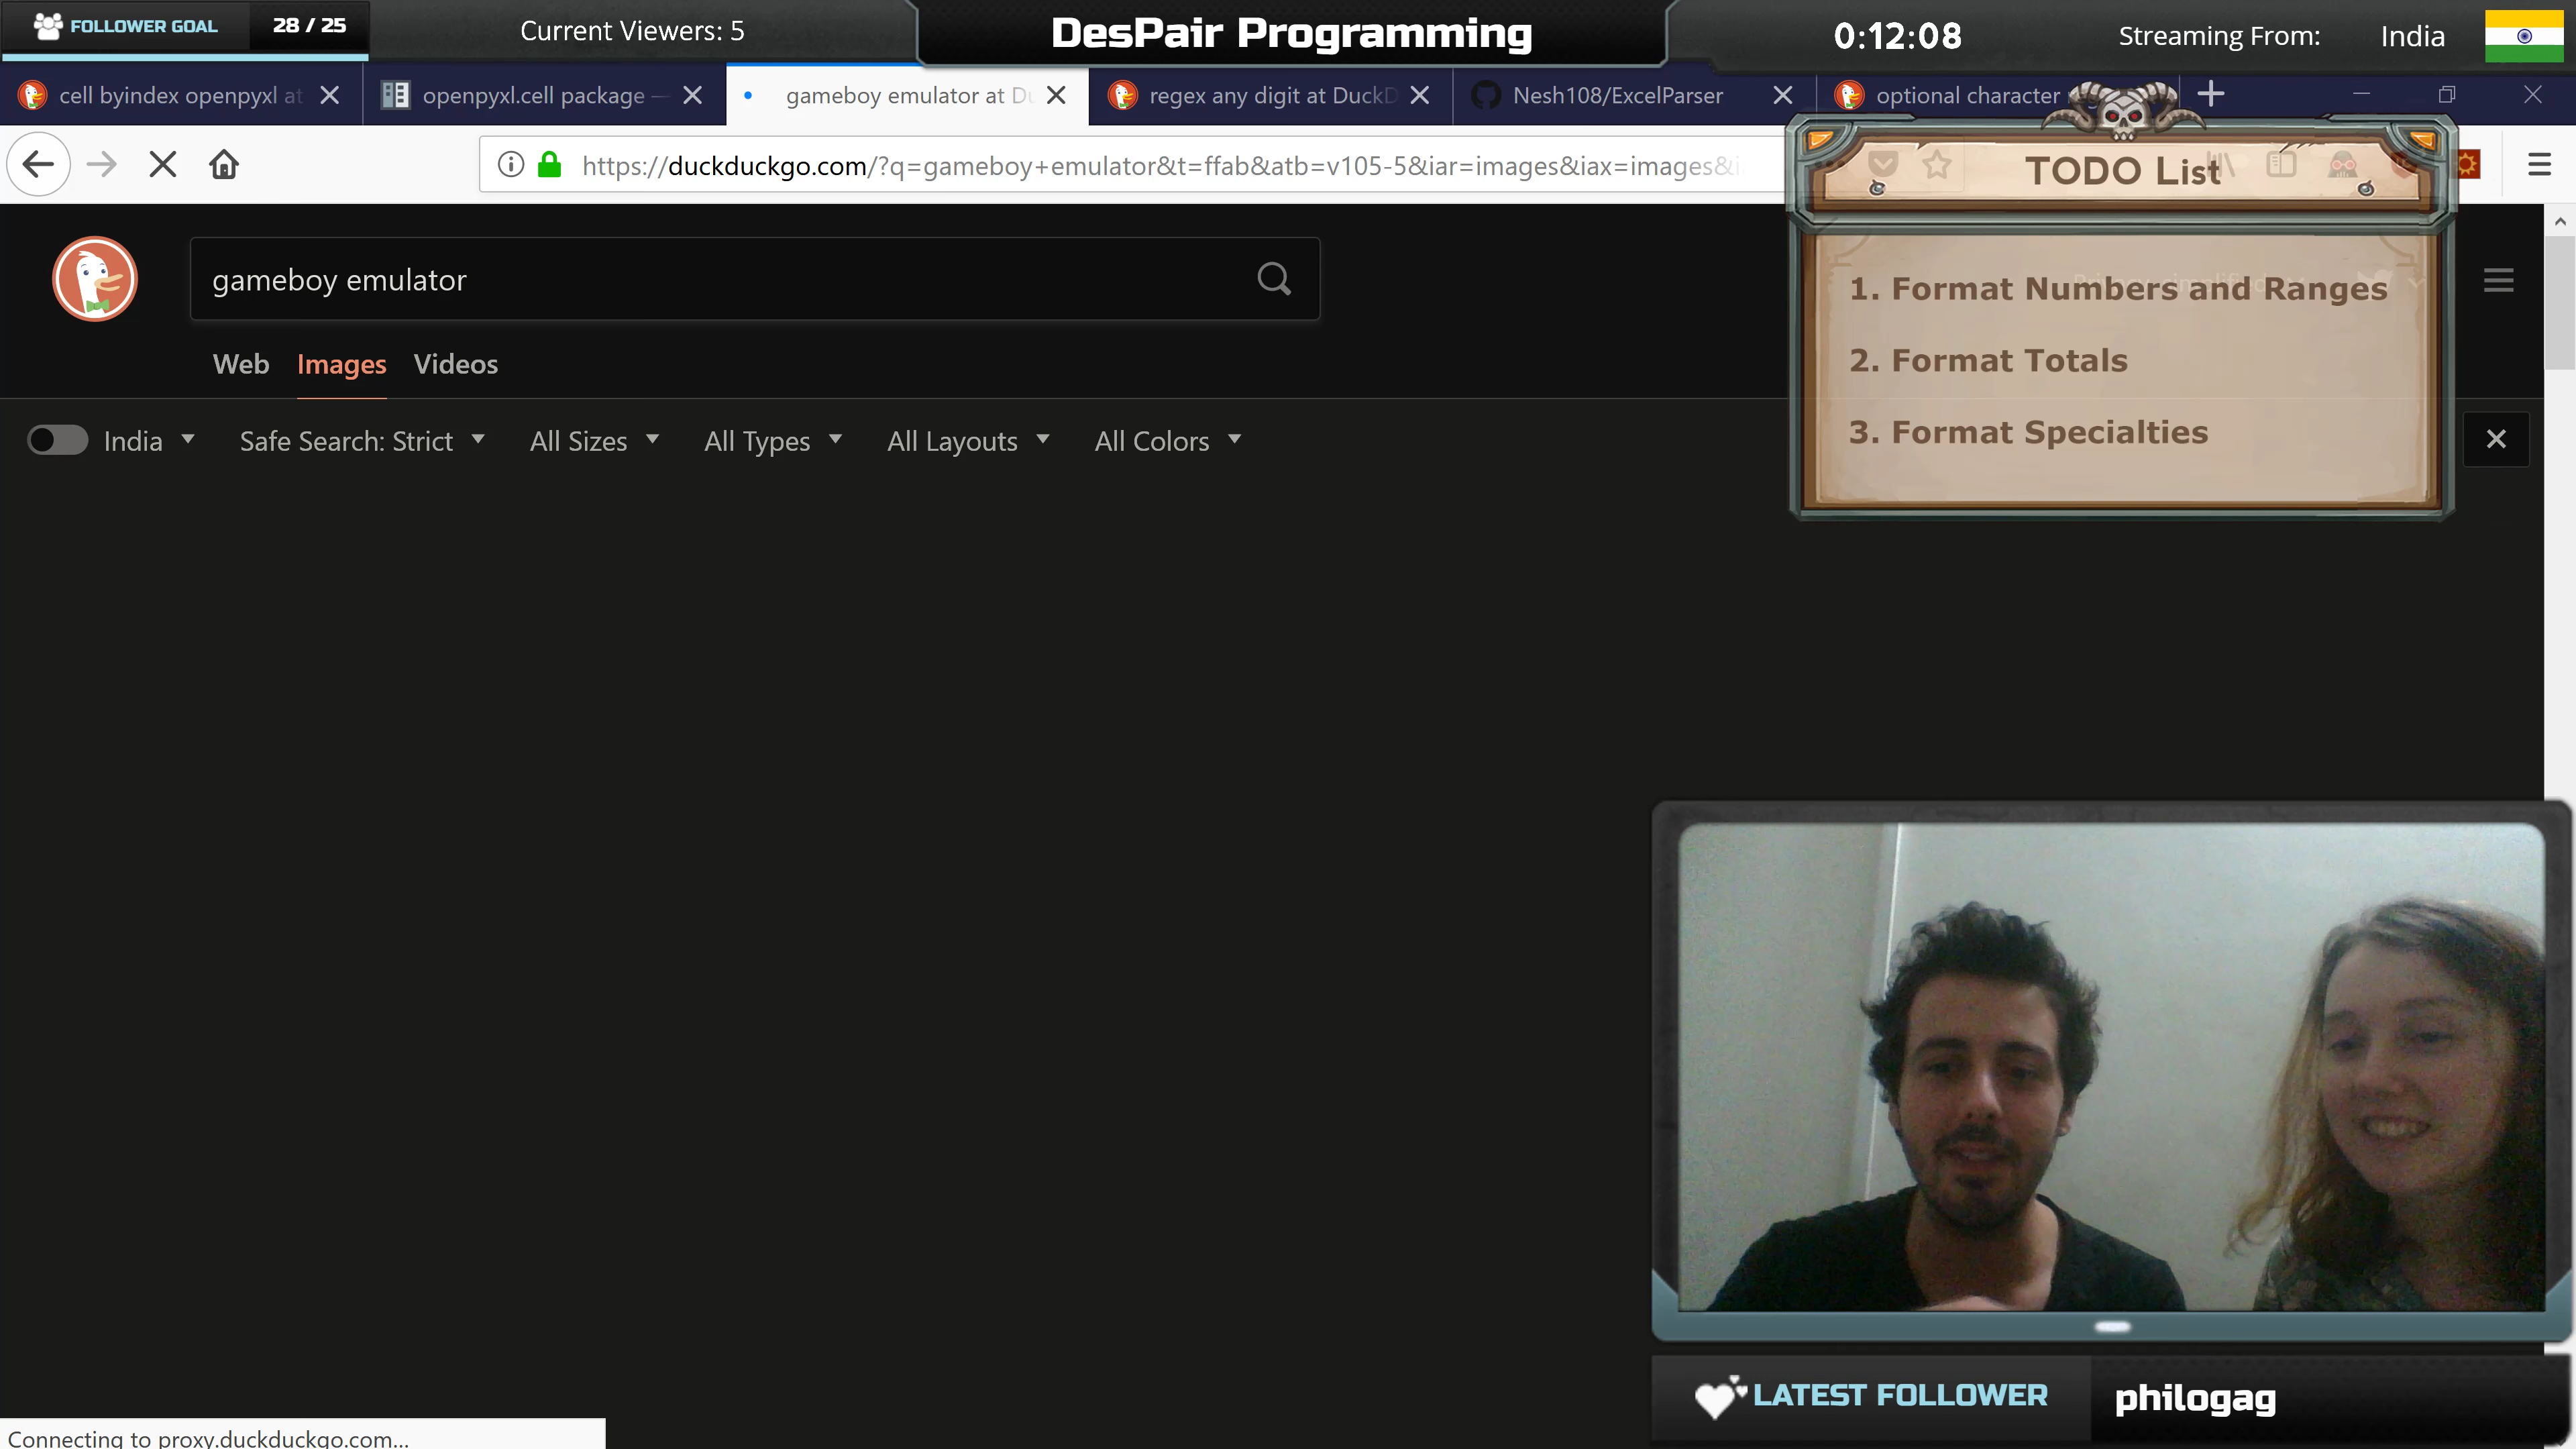 FOLLOWER GOAL 28 / 25
Current Viewers: 5
DesPair Programming
0:12:08
Streaming From: India
cell byindex openpyxl at
openpyxl.cell package —
gameboy emulator at Du
regex any digit at DuckD
Nesh108/ExcelParser
optional character
https://duckduckgo.com/?q=gameboy+emulator&t=ffab&atb=v105-5&iar=images&iax=images&i
TODO List
1. Format Numbers and Ranges
2. Format Totals
3. Format Specialties
gameboy emulator
Web Images Videos
India Safe Search: Strict All Sizes All Types All Layouts All Colors
LATEST FOLLOWER philogag
Connecting to proxy.duckduckgo.com...